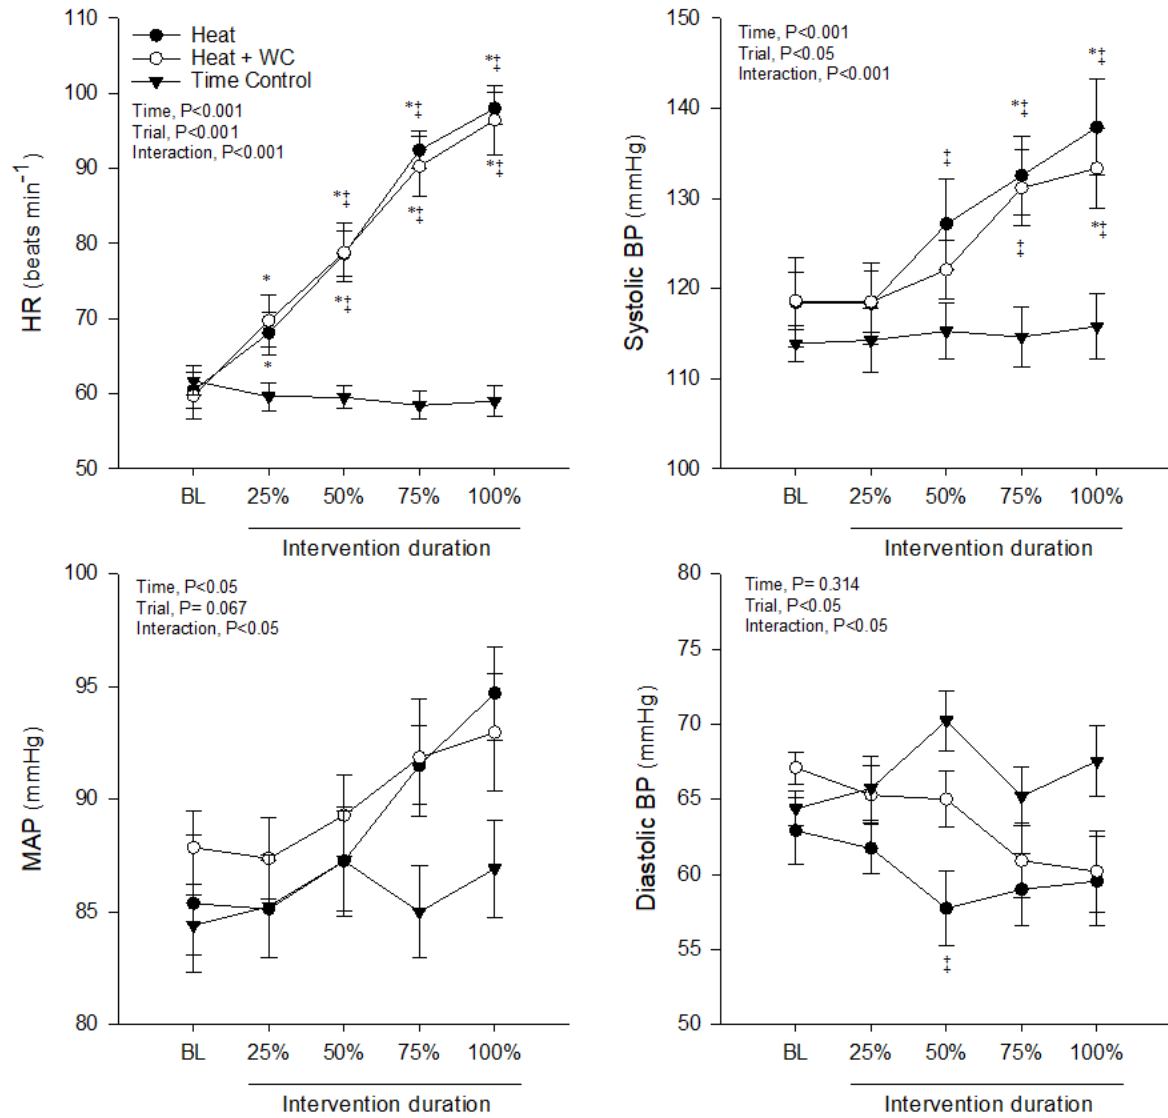 110
100
90
80
70
60
50
HR (beats min⁻¹)
Heat
Heat + WC
Time Control
Time, P<0.001
Trial, P<0.001
Interaction, P<0.001
*
*
*‡
*‡
*‡
*‡
*‡
*‡
BL 25% 50% 75% 100%
Intervention duration
150
140
130
120
110
100
Systolic BP (mmHg)
Time, P<0.001
Trial, P<0.05
Interaction, P<0.001
‡
*‡
‡
*‡
*‡
BL 25% 50% 75% 100%
Intervention duration
100
95
90
85
80
MAP (mmHg)
Time, P<0.05
Trial, P= 0.067
Interaction, P<0.05
BL 25% 50% 75% 100%
Intervention duration
80
75
70
65
60
55
50
Diastolic BP (mmHg)
Time, P= 0.314
Trial, P<0.05
Interaction, P<0.05
‡
BL 25% 50% 75% 100%
Intervention duration